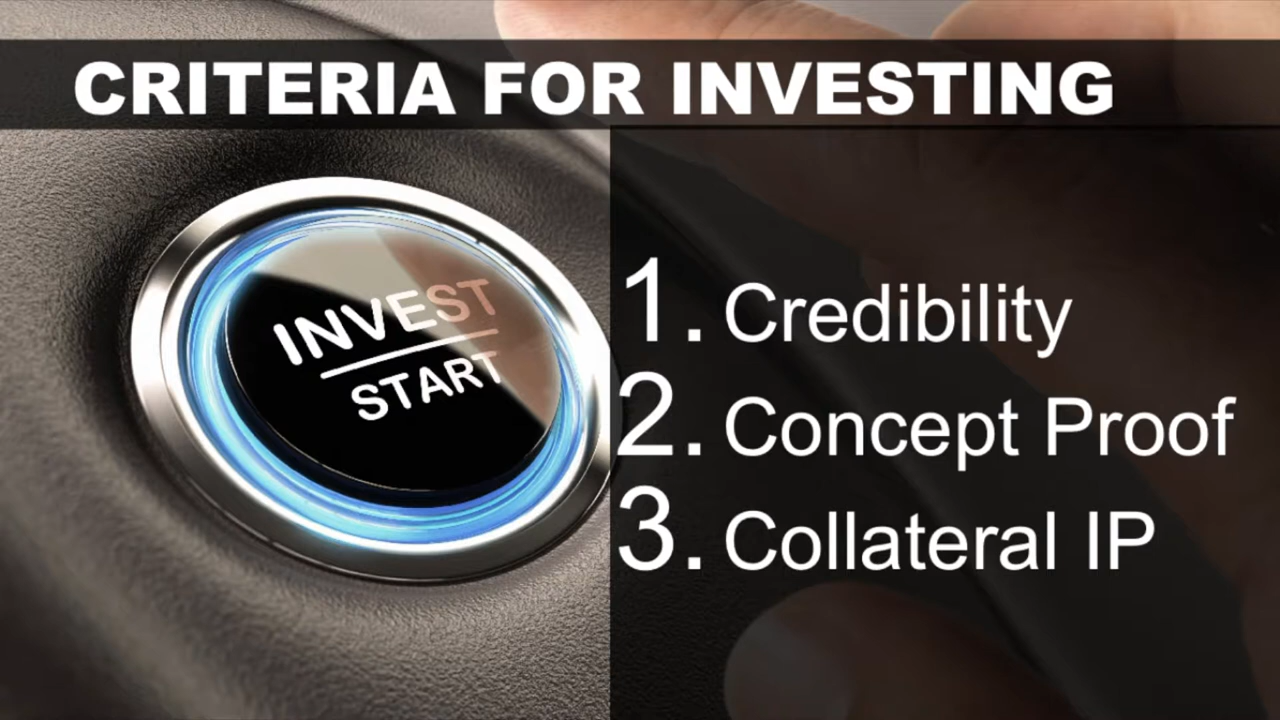 CRITERIA FOR INVESTING
INVEST
START
1. Credibility
2. Concept Proof
3. Collateral IP